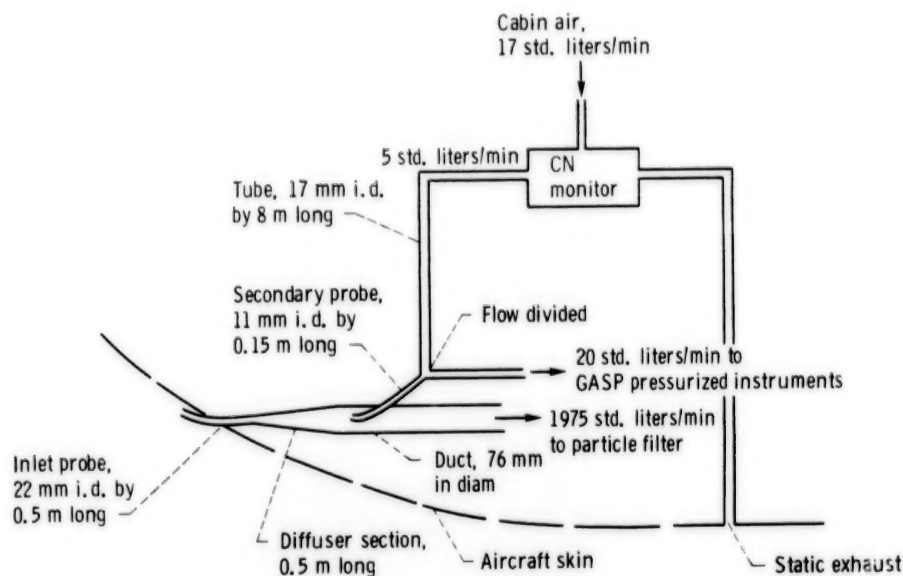 Cabin air,
17 std. liters/min
5 std. liters/min
CN
monitor
Tube, 17 mm i.d.
by 8 m long
Secondary probe,
11 mm i.d. by
0.15 m long
Flow divided
20 std. liters/min to
GASP pressurized instruments
1975 std. liters/min
to particle filter
Inlet probe,
22 mm i.d. by
0.5 m long
Duct, 76 mm
in diam
Diffuser section,
0.5 m long
Aircraft skin
Static exhaust